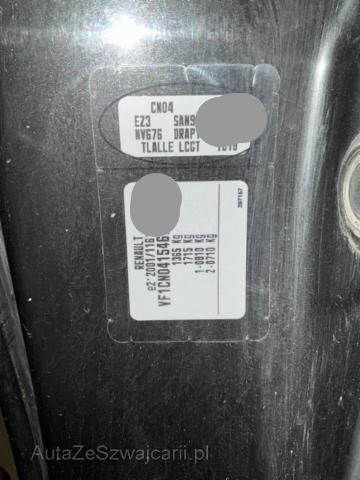 CN04
EZ3 SAN9
NV676 DRAP
TLALLE LCGT
RENAULT
e2*2001/116
VF1CN041546
1365 Kg
1715 Kg
1-0810 Kg
2-0710 Kg
397157
AutaZeSzwajcarii.pl